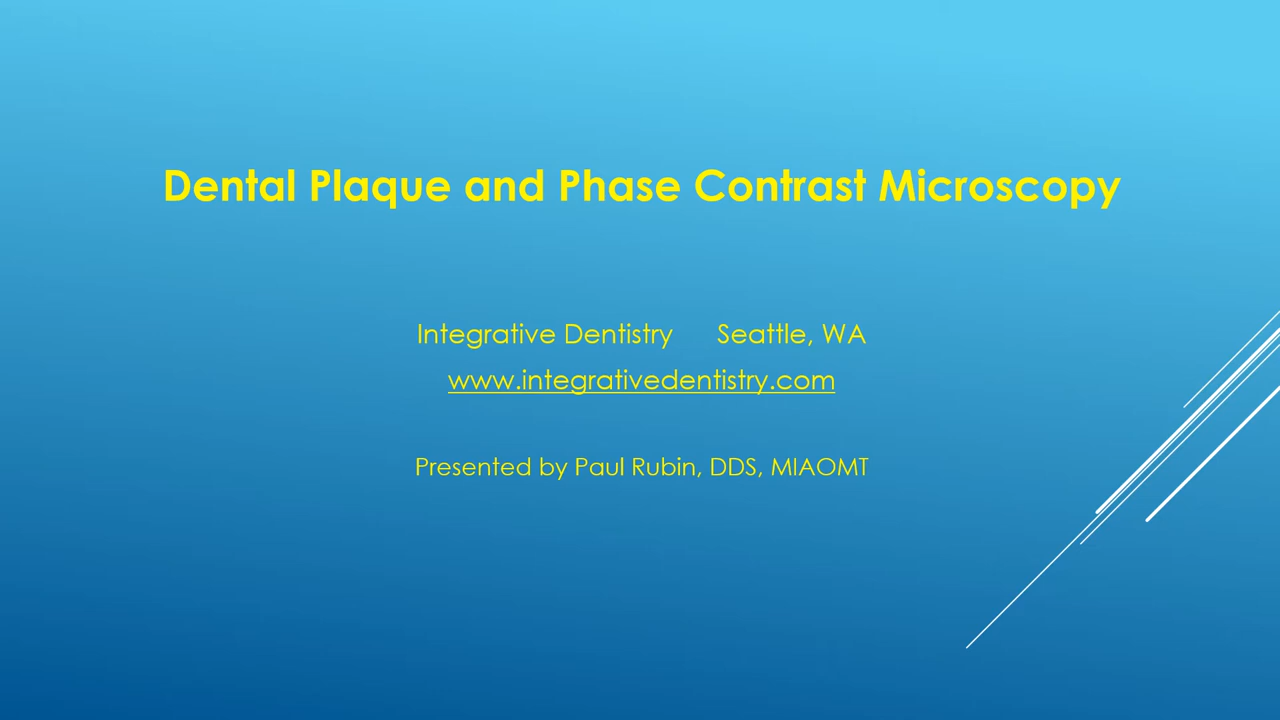 Dental Plaque and Phase Contrast Microscopy
Integrative Dentistry Seattle, WA
www.integrativedentistry.com
Presented by Paul Rubin, DDS, MIAOMT